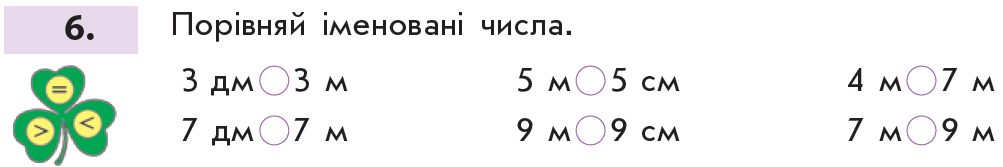 6. Порівняй іменовані числа.
3 дм ○ 3 м 5 м ○ 5 см 4 м ○ 7 м
= > <
7 дм ○ 7 м 9 м ○ 9 см 7 м ○ 9 м